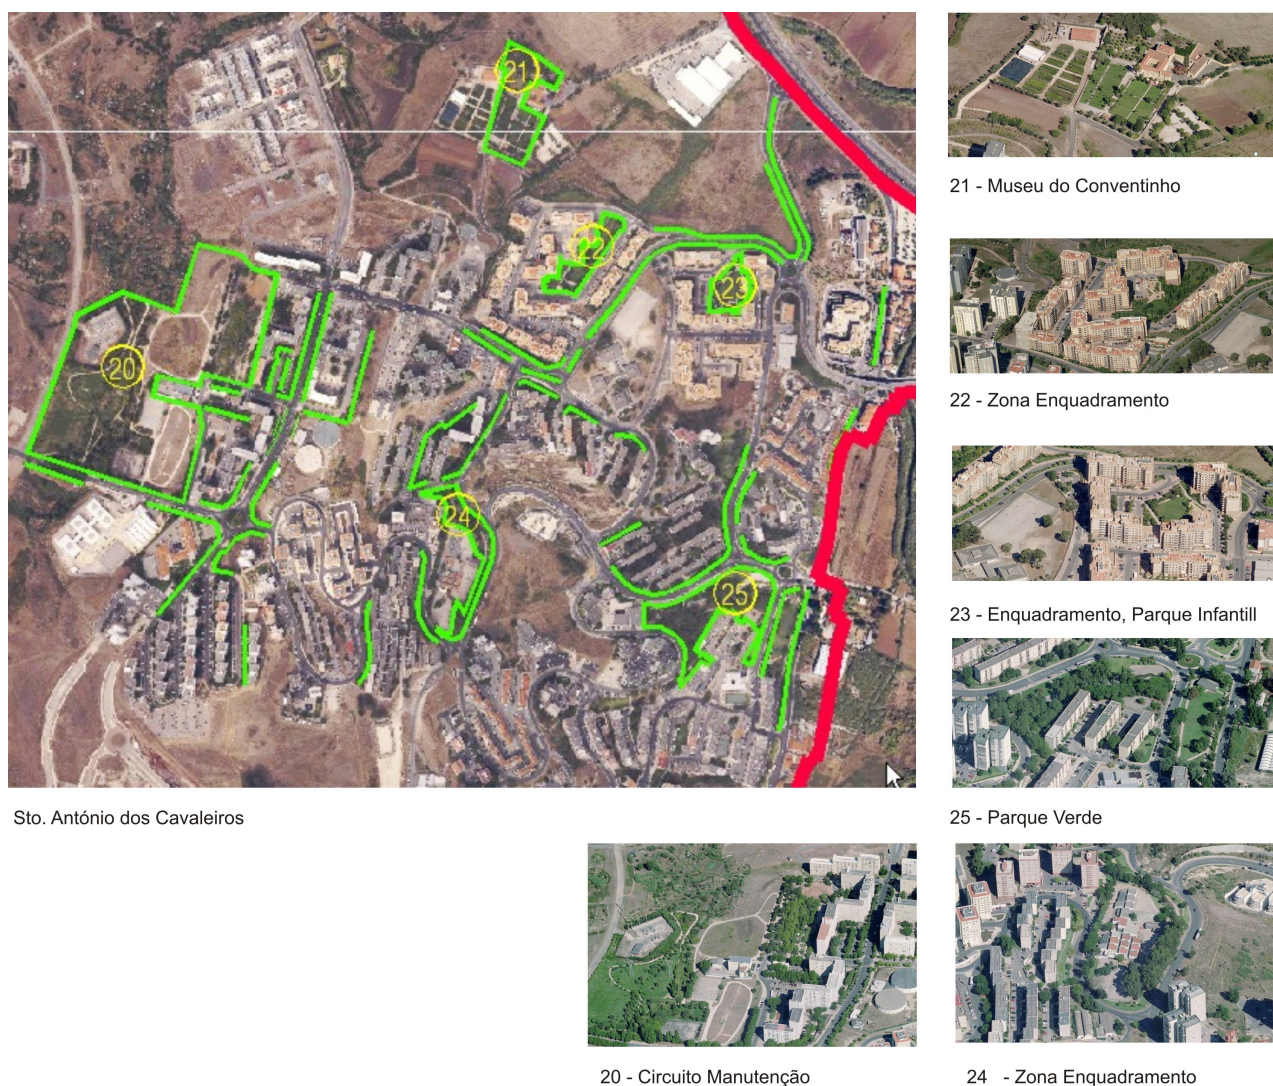 21
22
23
20
24
25
Sto. António dos Cavaleiros
21 - Museu do Conventinho
22 - Zona Enquadramento
23 - Enquadramento, Parque Infantill
25 - Parque Verde
20 - Circuito Manutenção
24 - Zona Enquadramento